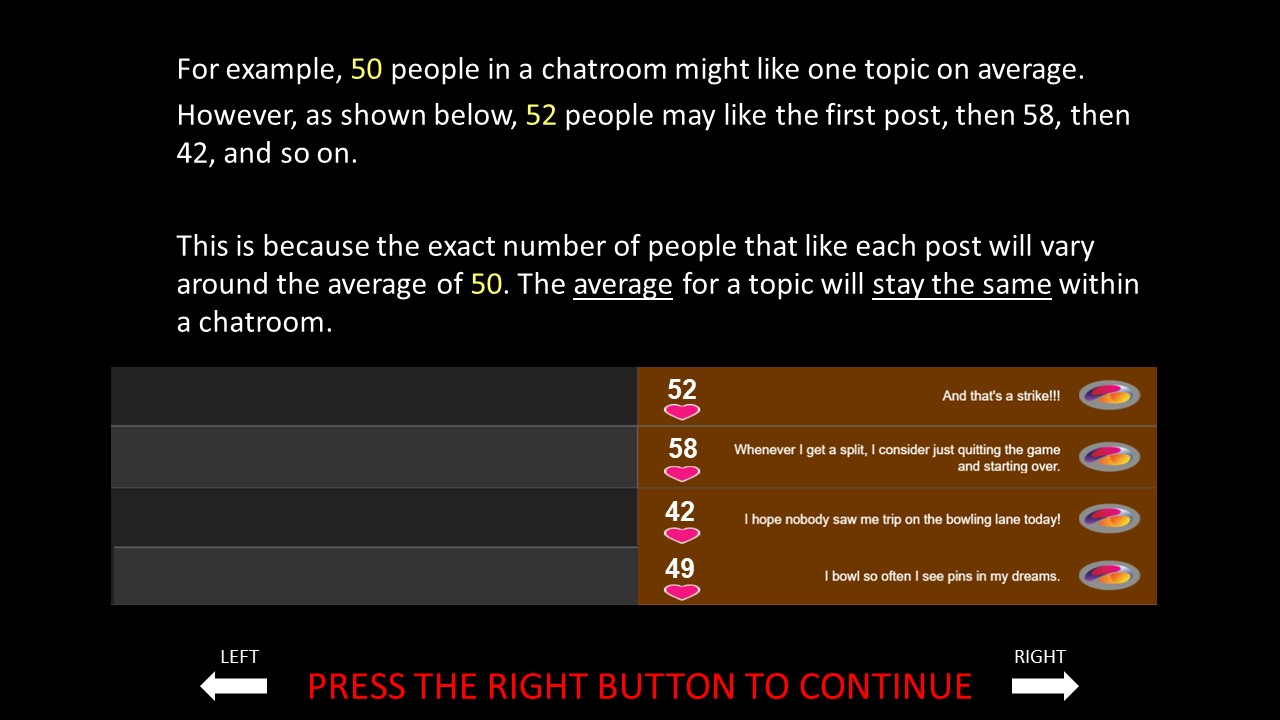 For example, 50 people in a chatroom might like one topic on average.
However, as shown below, 52 people may like the first post, then 58, then
42, and so on.
This is because the exact number of people that like each post will vary
around the average of 50. The average for a topic will stay the same within
a chatroom.
52
And that's a strike!!!
58
Whenever I get a split, I consider just quitting the game
and starting over.
42
I hope nobody saw me trip on the bowling lane today!
49
I bowl so often I see pins in my dreams.
LEFT
RIGHT
PRESS THE RIGHT BUTTON TO CONTINUE